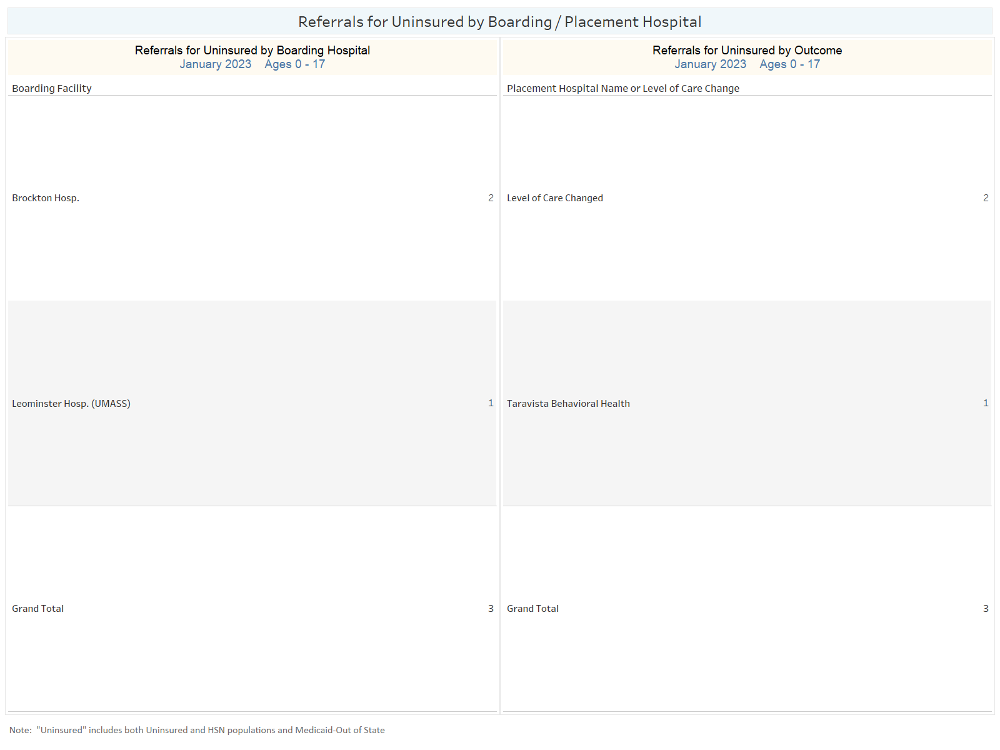 Referrals for Uninsured by Boarding / Placement Hospital
Referrals for Uninsured by Boarding Hospital
January 2023 Ages 0 - 17
Boarding Facility
Brockton Hosp. 2
Leominster Hosp. (UMASS) 1
Grand Total 3
Referrals for Uninsured by Outcome
January 2023 Ages 0 - 17
Placement Hospital Name or Level of Care Change
Level of Care Changed 2
Taravista Behavioral Health 1
Grand Total 3
Note: "Uninsured" includes both Uninsured and HSN populations and Medicaid-Out of State